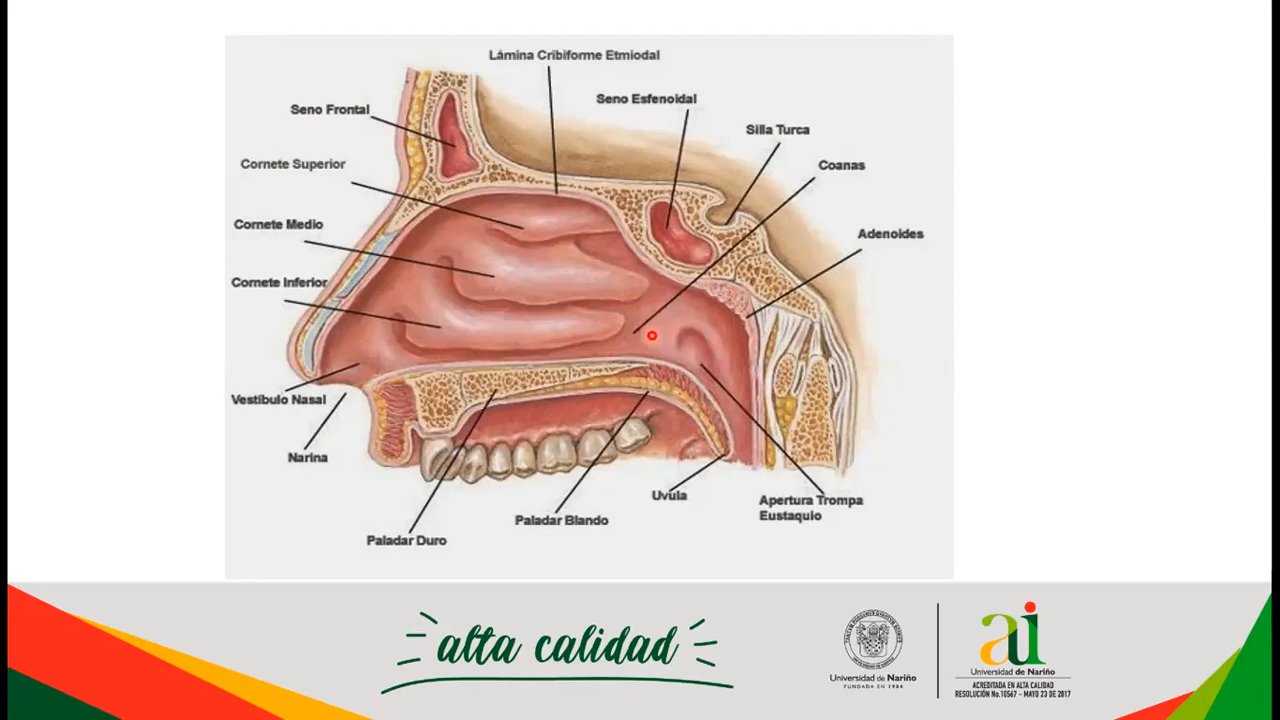 Lámina Cribiforme Etmiodal
Seno Esfenoidal
Seno Frontal
Silla Turca
Cornete Superior
Coanas
Cornete Medio
Adenoides
Cornete Inferior
Vestíbulo Nasal
Narina
Uvula
Apertura Trompa
Eustaquio
Paladar Blando
Paladar Duro
alta calidad
Universidad de Nariño
FUNDADA EN 1904
ai
Universidad de Nariño
ACREDITADA EN ALTA CALIDAD
RESOLUCIÓN No.10567 - MAYO 23 DE 2017